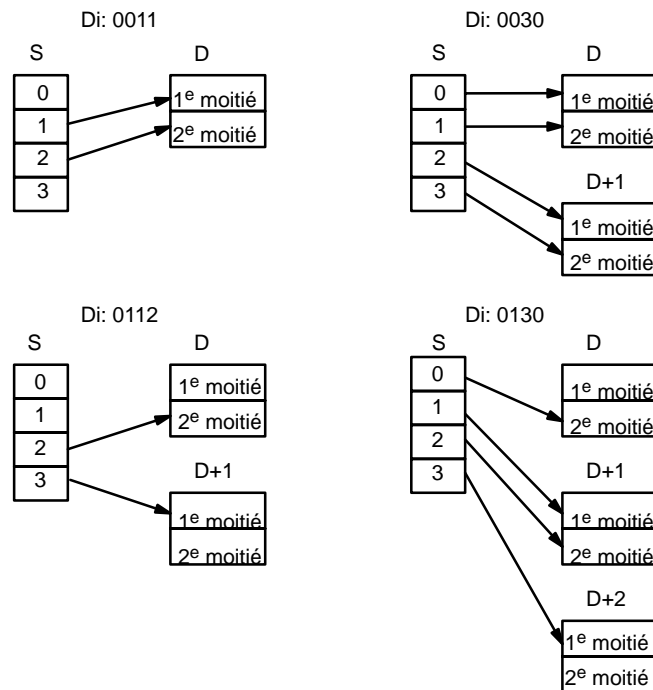 Di: 0011
S
D
0
1
2
3
1e moitié
2e moitié
Di: 0030
S
D
0
1
2
3
1e moitié
2e moitié
D+1
1e moitié
2e moitié
Di: 0112
S
D
0
1
2
3
1e moitié
2e moitié
D+1
1e moitié
2e moitié
Di: 0130
S
D
0
1
2
3
1e moitié
2e moitié
D+1
1e moitié
2e moitié
D+2
1e moitié
2e moitié